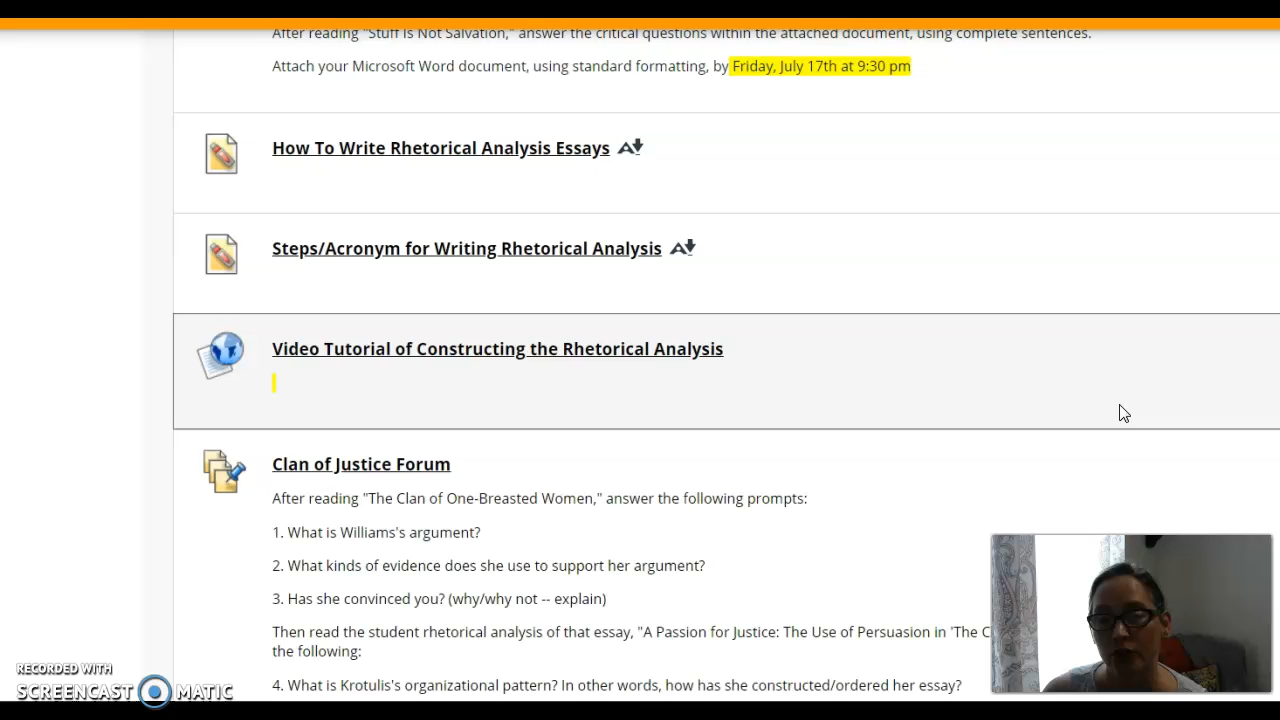 After reading "Stuff Is Not Salvation," answer the critical questions within the attached document, using complete sentences.
Attach your Microsoft Word document, using standard formatting, by Friday, July 17th at 9:30 pm
How To Write Rhetorical Analysis Essays
Steps/Acronym for Writing Rhetorical Analysis
Video Tutorial of Constructing the Rhetorical Analysis
Clan of Justice Forum
After reading "The Clan of One-Breasted Women," answer the following prompts:
1. What is Williams's argument?
2. What kinds of evidence does she use to support her argument?
3. Has she convinced you? (why/why not -- explain)
Then read the student rhetorical analysis of that essay, "A Passion for Justice: The Use of Persuasion in 'The C
the following:
4. What is Krotulis's organizational pattern? In other words, how has she constructed/ordered her essay?
RECORDED WITH
SCREENCAST MATIC